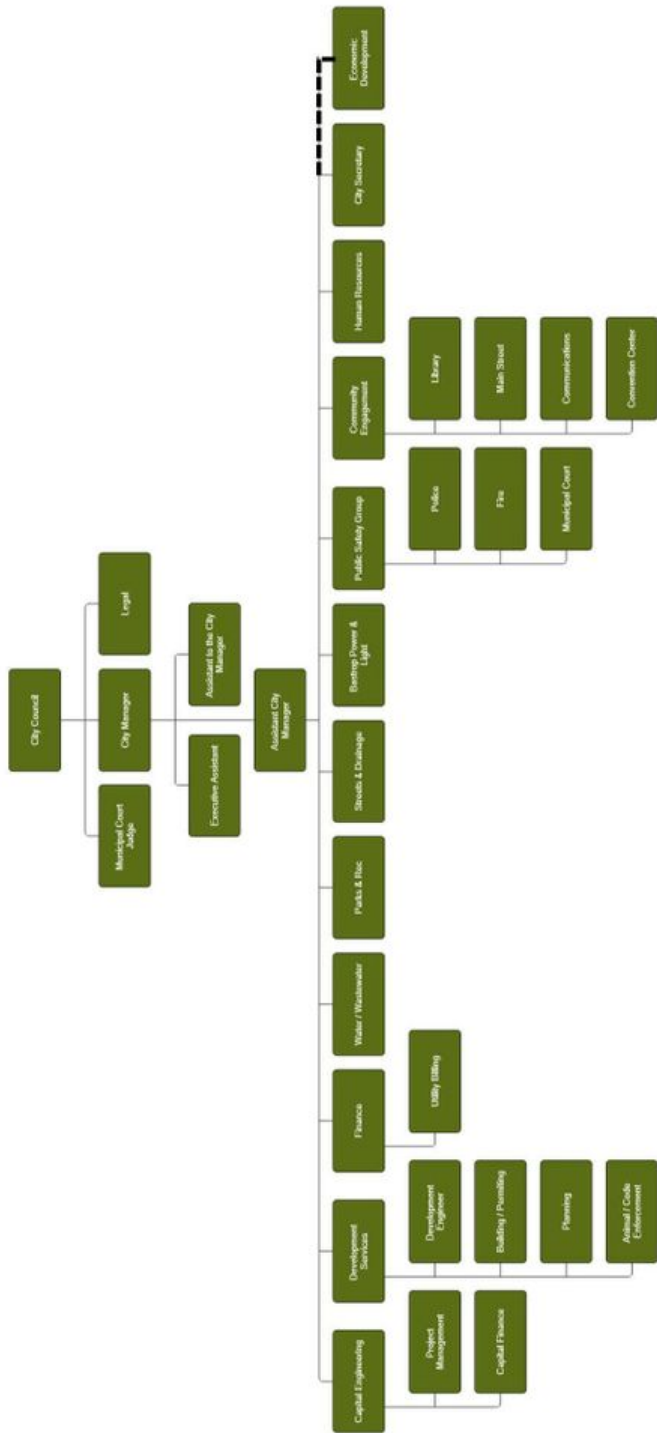 City Council
Municipal Court
Judge
City Manager
Legal
Executive Assistant
Assistant to the City
Manager
Assistant City
Manager
Capital Engineering
Development
Services
Finance
Water / Wastewater
Parks & Rec
Streets & Drainage
Bastrop Power &
Light
Public Safety Group
Community
Engagement
Human Resources
City Secretary
Economic
Development
Project
Management
Capital Finance
Development
Engineer
Building / Permiting
Planning
Animal / Code
Enforcement
Utility Billing
Police
Fire
Municipal Court
Library
Main Street
Communications
Convention Center